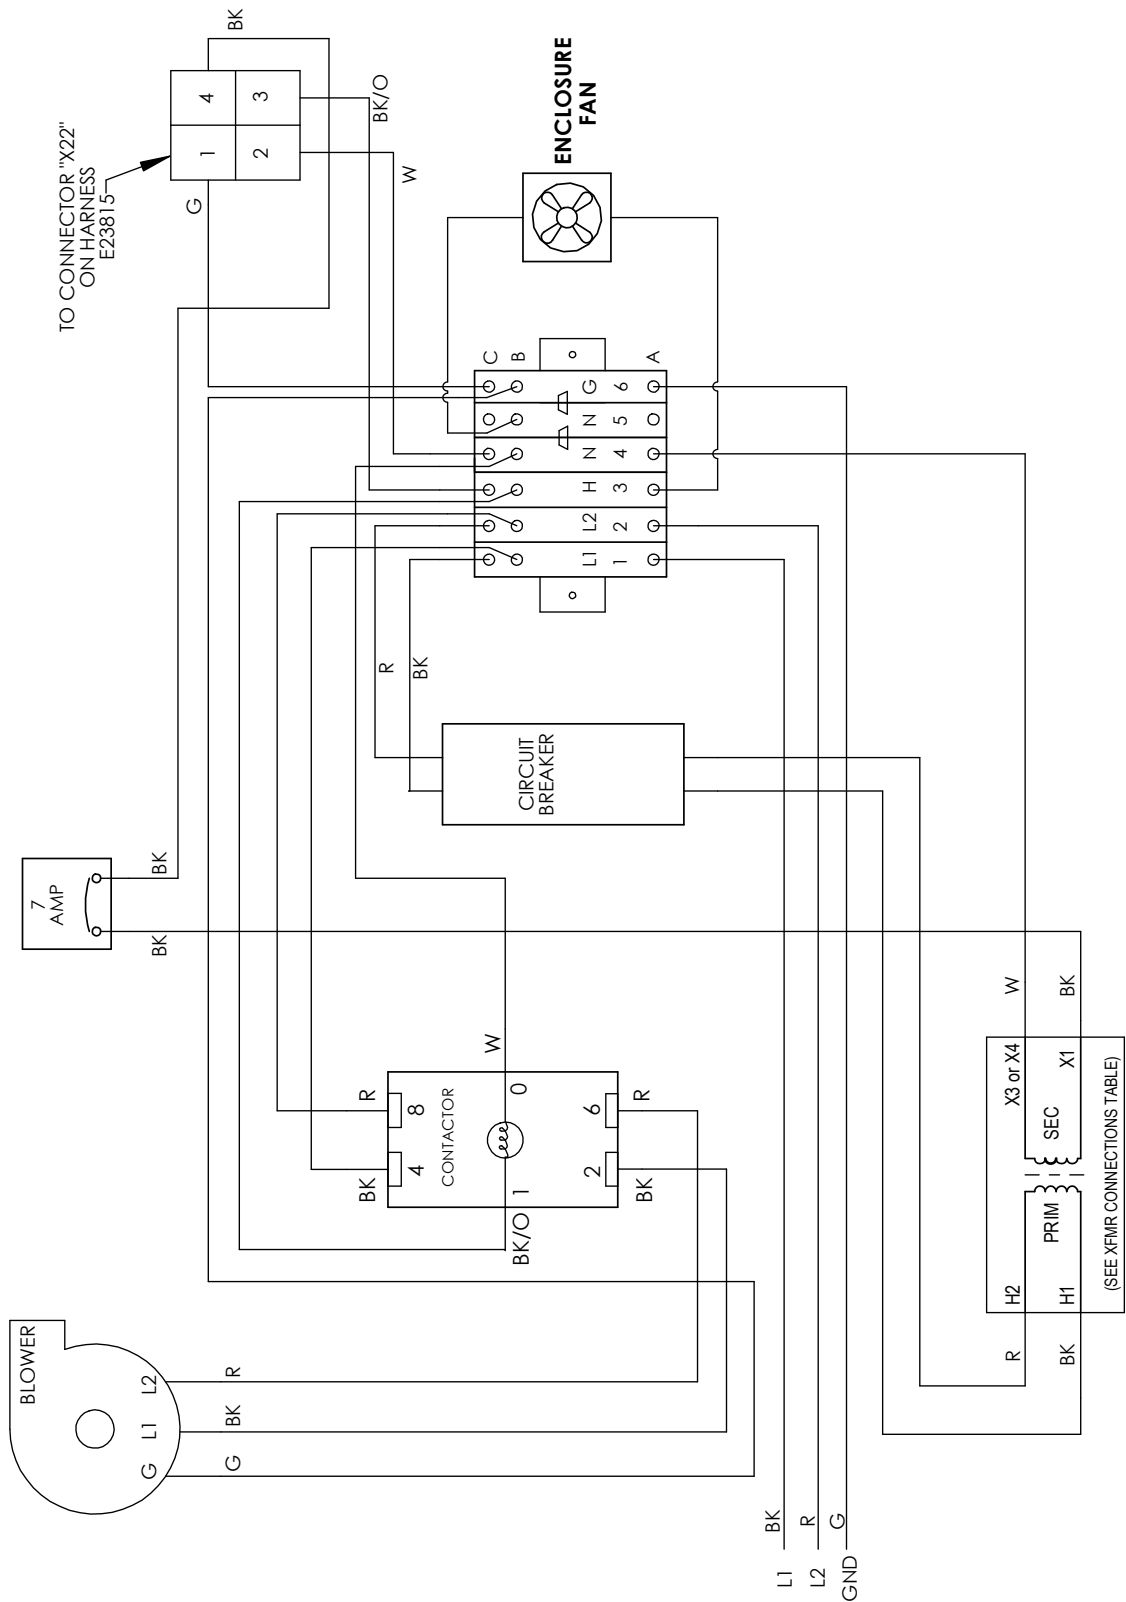 BLOWER
G
L1
L2
G
BK
R
7
AMP
BK
BK
TO CONNECTOR "X22"
ON HARNESS
E23815
G
BK
1
4
2
3
BK/O
W
BK
R
4
8
CONTACTOR
1
0
BK/O
W
2
6
BK
R
CIRCUIT
BREAKER
R
BK
C
B
A
L1
L2
H
N
N
G
1
2
3
4
5
6
ENCLOSURE
FAN
L1
BK
L2
R
GND
G
R
H2
X3 or X4
W
PRIM
SEC
BK
H1
X1
BK
(SEE XFMR CONNECTIONS TABLE)